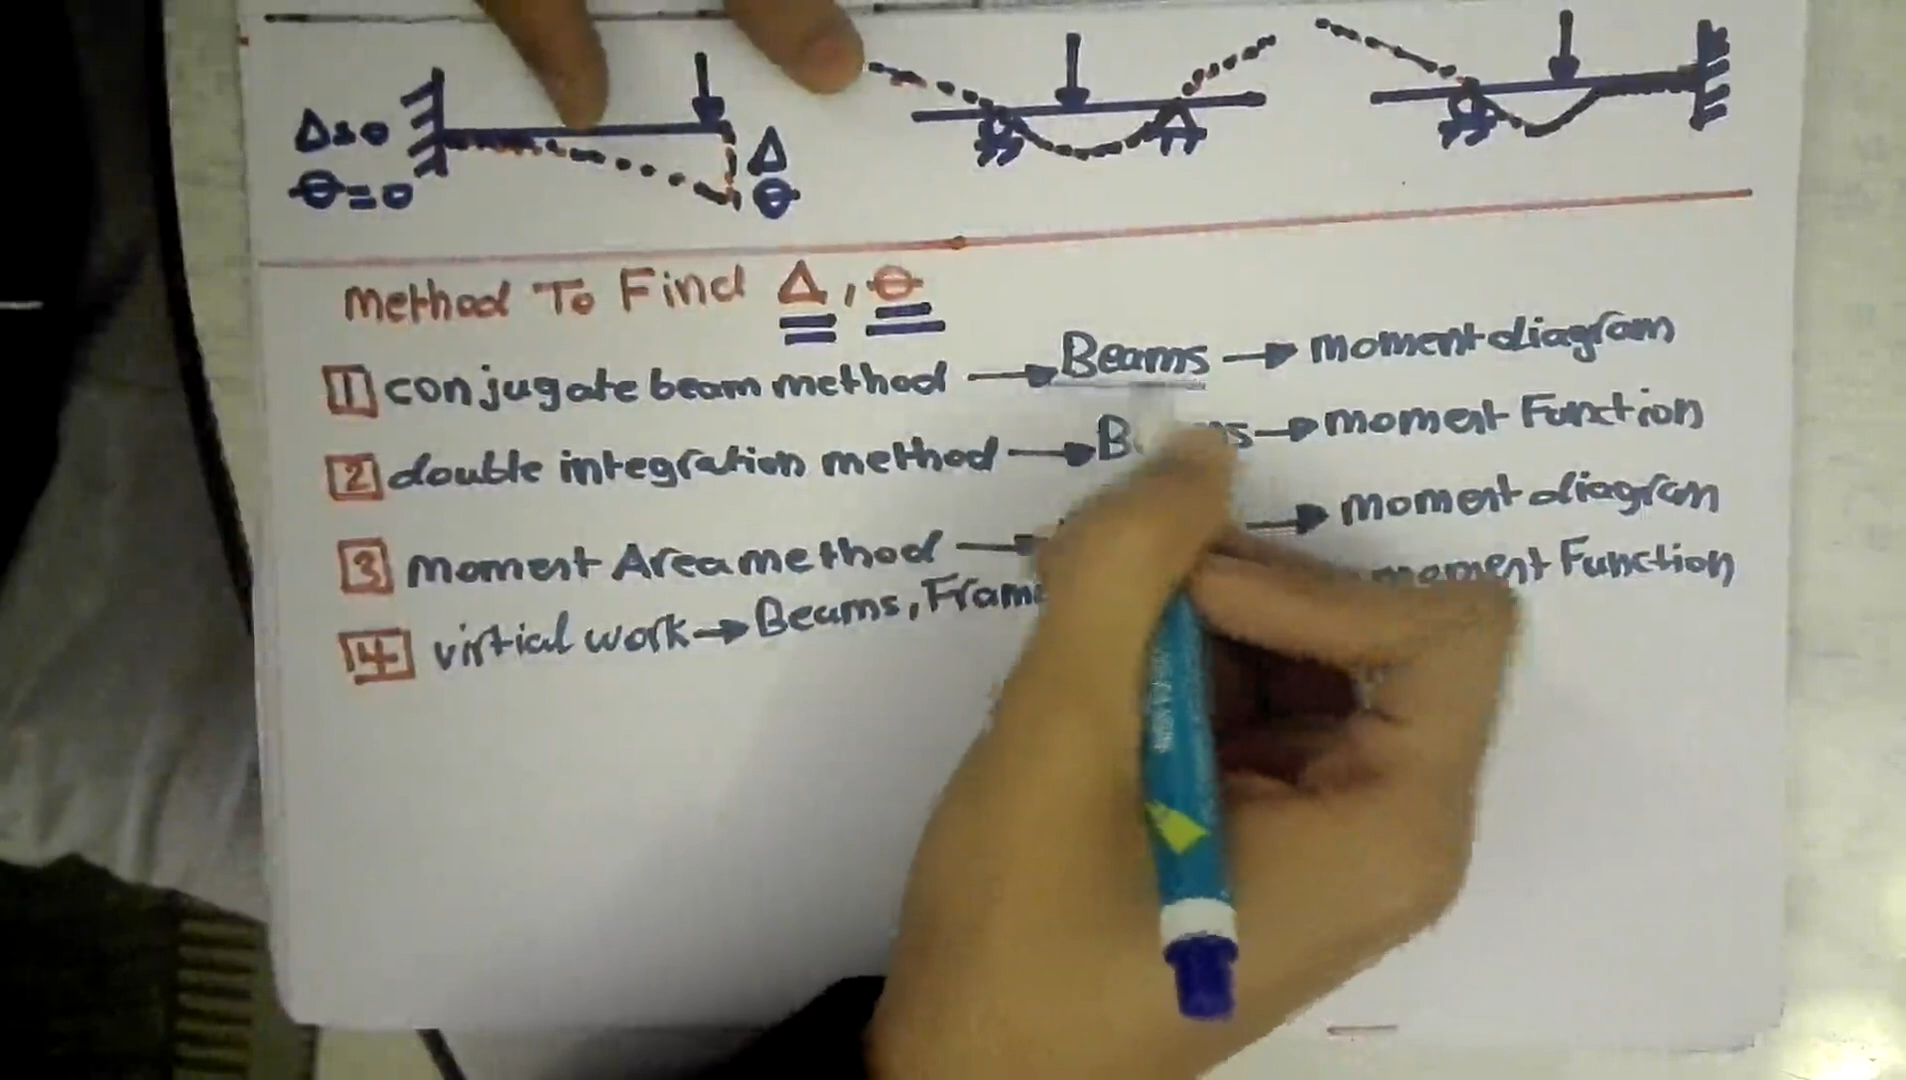 Δ=0
θ=0
Δ
θ
Method To Find Δ, θ
1 conjugate beam method → Beams → moment diagram
2 double integration method → → moment Function
3 moment Area method → → moment diagram
4 virtial work → Beams, moment Function